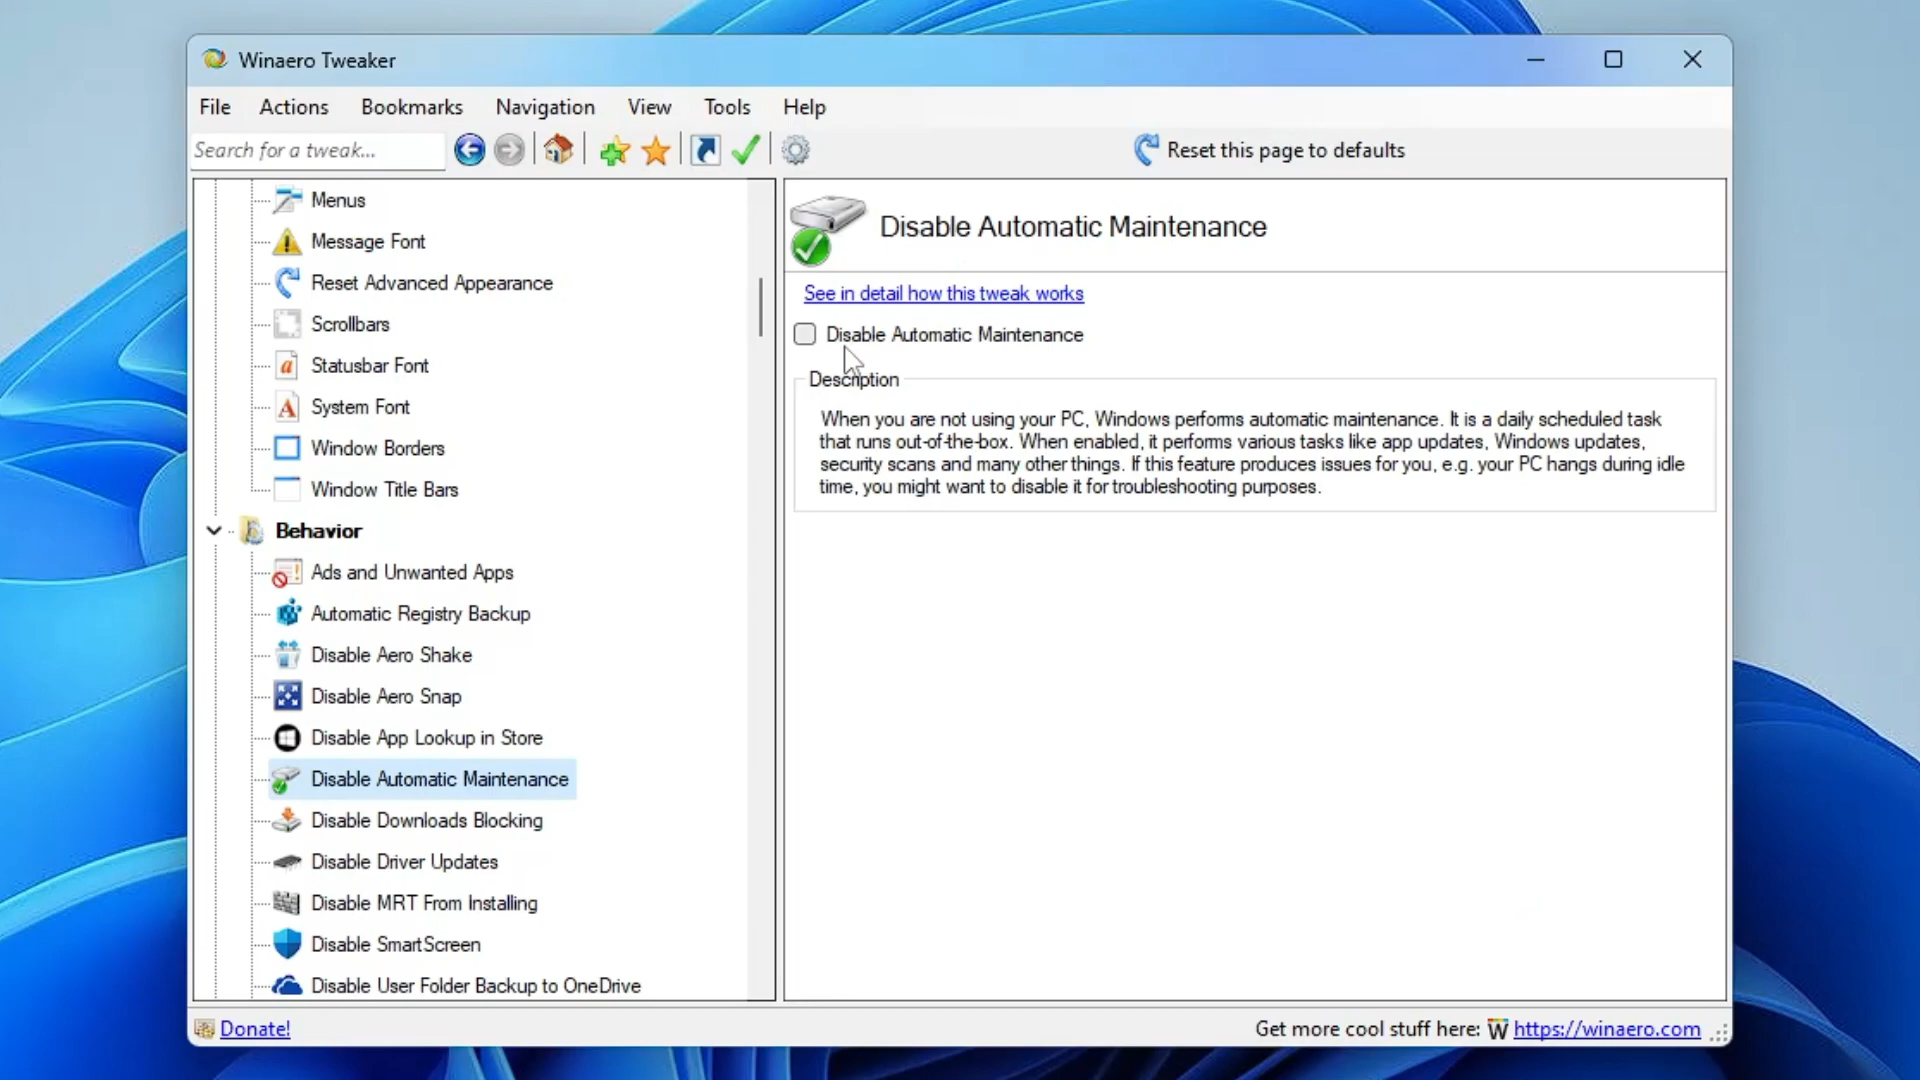 Winaero Tweaker
File Actions Bookmarks Navigation View Tools Help
Search for a tweak...
Reset this page to defaults
Menus
Message Font
Reset Advanced Appearance
Scrollbars
Statusbar Font
System Font
Window Borders
Window Title Bars
Behavior
Ads and Unwanted Apps
Automatic Registry Backup
Disable Aero Shake
Disable Aero Snap
Disable App Lookup in Store
Disable Automatic Maintenance
Disable Downloads Blocking
Disable Driver Updates
Disable MRT From Installing
Disable SmartScreen
Disable User Folder Backup to OneDrive
Disable Automatic Maintenance
See in detail how this tweak works
Disable Automatic Maintenance
Description
When you are not using your PC, Windows performs automatic maintenance. It is a daily scheduled task
that runs out-of-the-box. When enabled, it performs various tasks like app updates, Windows updates,
security scans and many other things. If this feature produces issues for you, e.g. your PC hangs during idle
time, you might want to disable it for troubleshooting purposes.
Donate!
Get more cool stuff here: W https://winaero.com